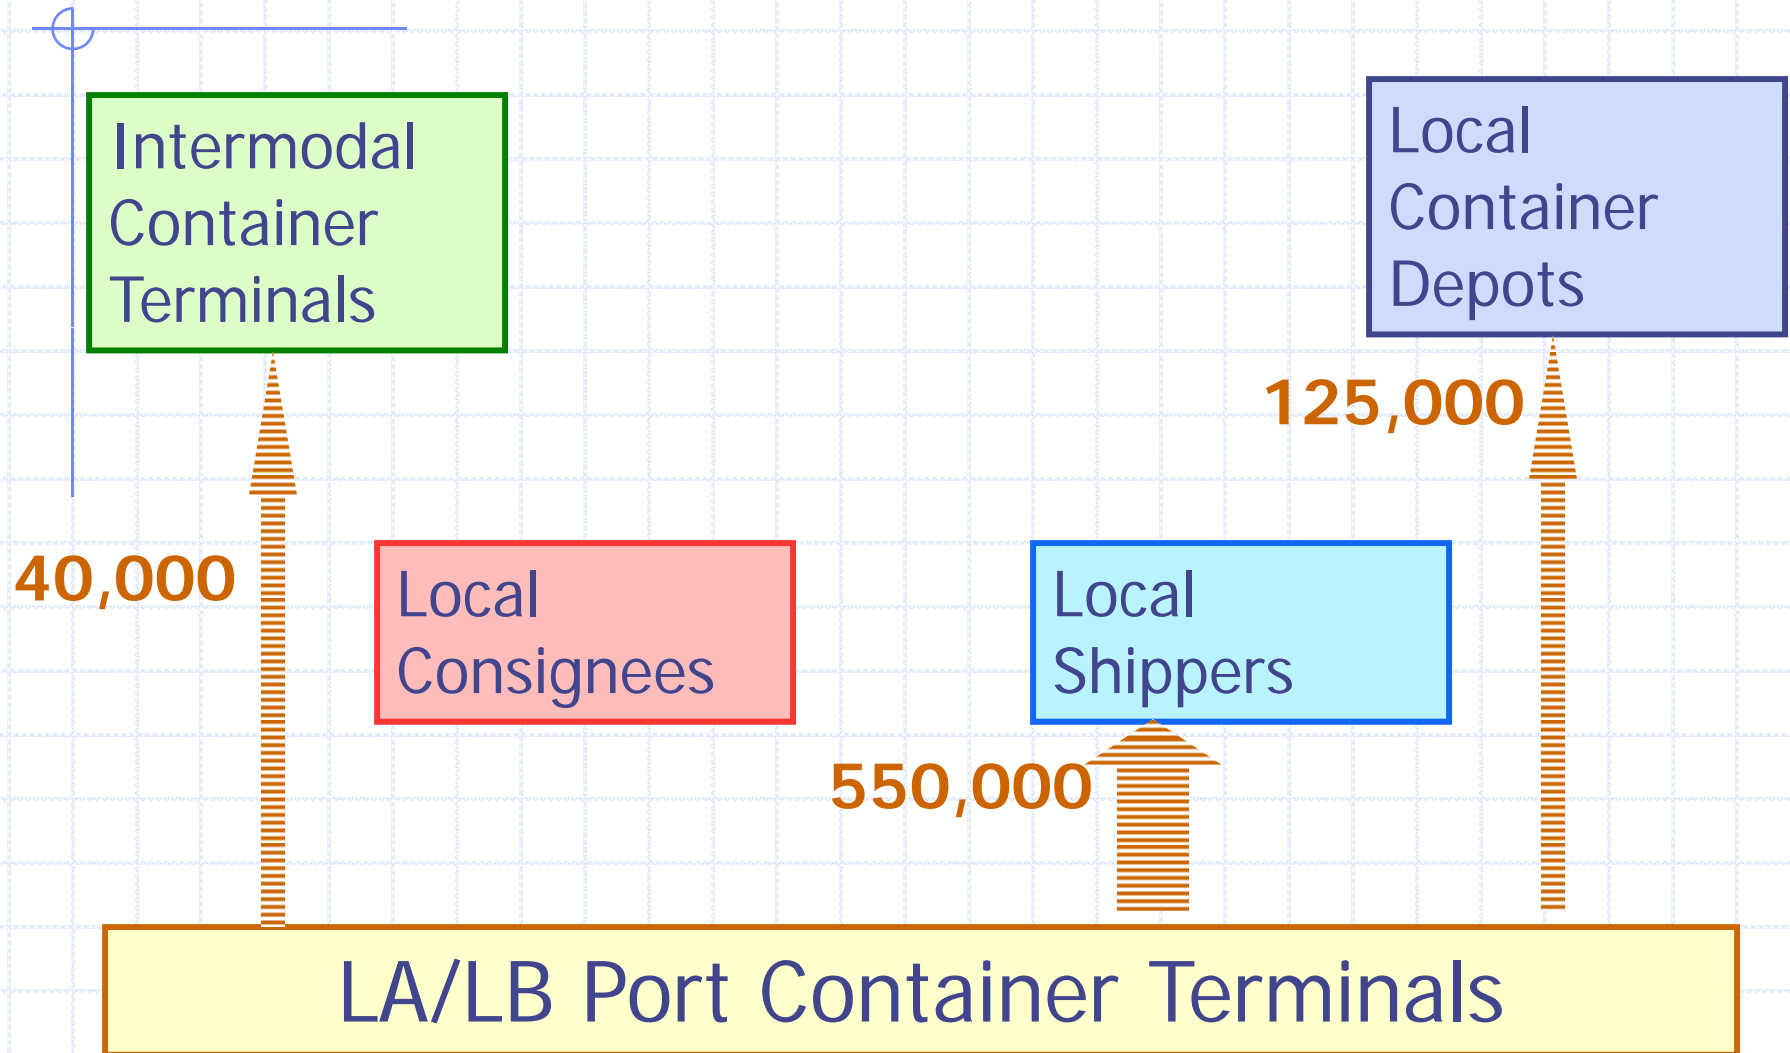 Intermodal
Container
Terminals
Local
Container
Depots
125,000
40,000
Local
Consignees
Local
Shippers
550,000
LA/LB Port Container Terminals